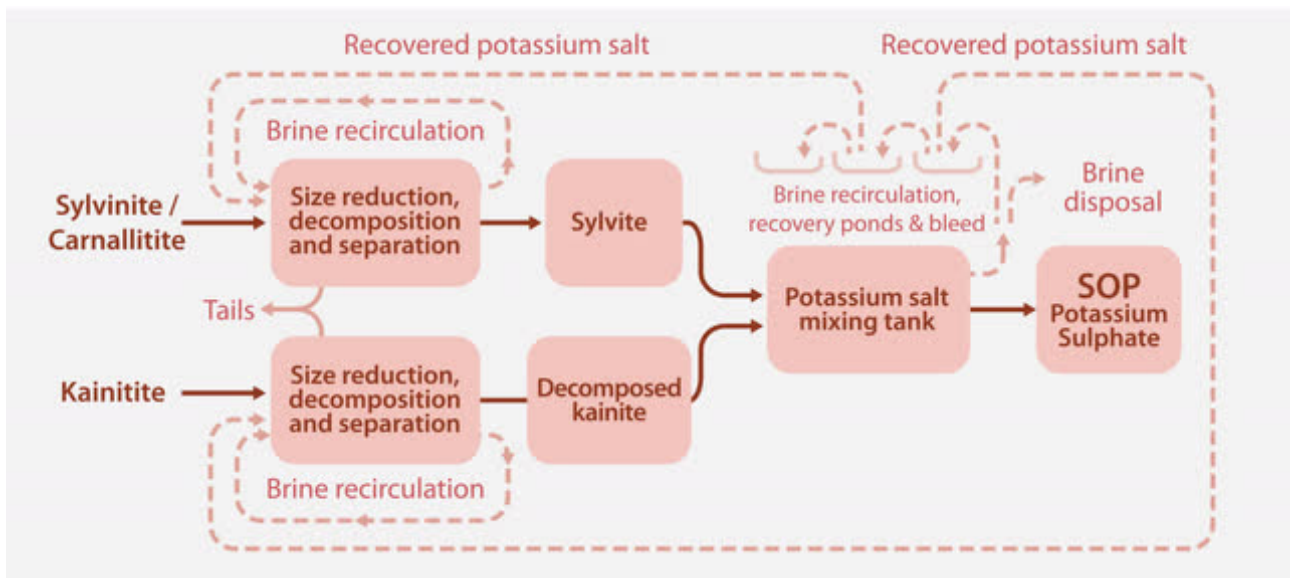 Recovered potassium salt
Recovered potassium salt
Brine recirculation
Sylvinite /
Carnallitite
Size reduction,
decomposition
and separation
Sylvite
Brine recirculation,
recovery ponds & bleed
Brine
disposal
Tails
Potassium salt
mixing tank
SOP
Potassium
Sulphate
Kainitite
Size reduction,
decomposition
and separation
Decomposed
kainite
Brine recirculation